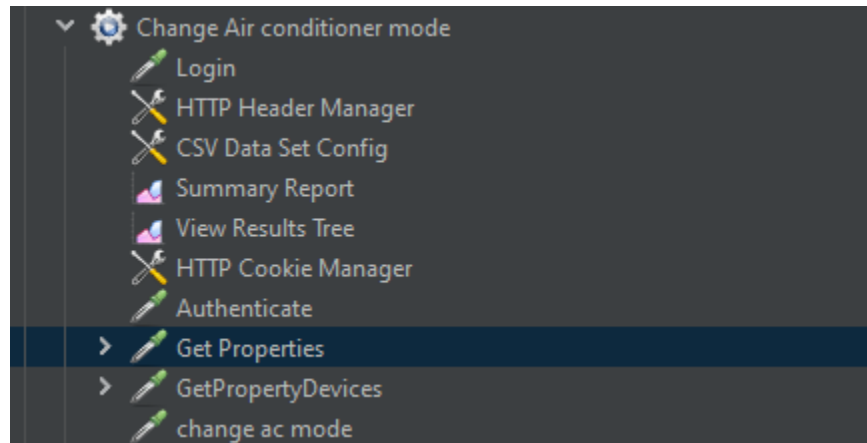 Change Air conditioner mode
Login
HTTP Header Manager
CSV Data Set Config
Summary Report
View Results Tree
HTTP Cookie Manager
Authenticate
Get Properties
GetPropertyDevices
change ac mode